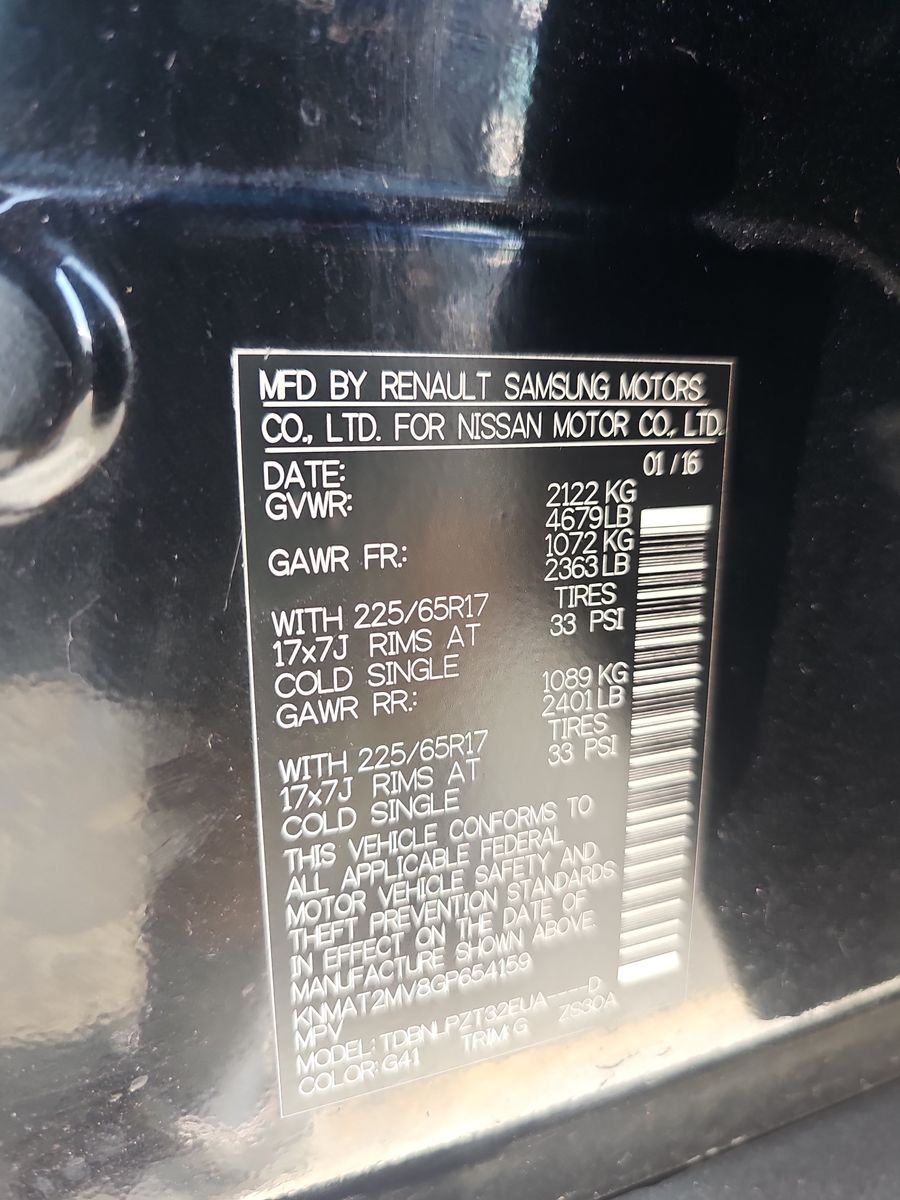 MFD BY RENAULT SAMSUNG MOTORS
CO., LTD. FOR NISSAN MOTOR CO., LTD.
DATE: 01/16
GVWR: 2122 KG
4679 LB
GAWR FR.: 1072 KG
2363 LB
WITH 225/65R17 TIRES
17x7J RIMS AT 33 PSI
COLD SINGLE
GAWR RR.: 1089 KG
2401 LB
WITH 225/65R17 TIRES
17x7J RIMS AT 33 PSI
COLD SINGLE
THIS VEHICLE CONFORMS TO
ALL APPLICABLE FEDERAL
MOTOR VEHICLE SAFETY AND
THEFT PREVENTION STANDARDS
IN EFFECT ON THE DATE OF
MANUFACTURE SHOWN ABOVE.
KNMAT2MV8GP654159
MPV
MODEL: TDBNLPZT32EUA----D
COLOR: G41 TRIM: G ZS30A